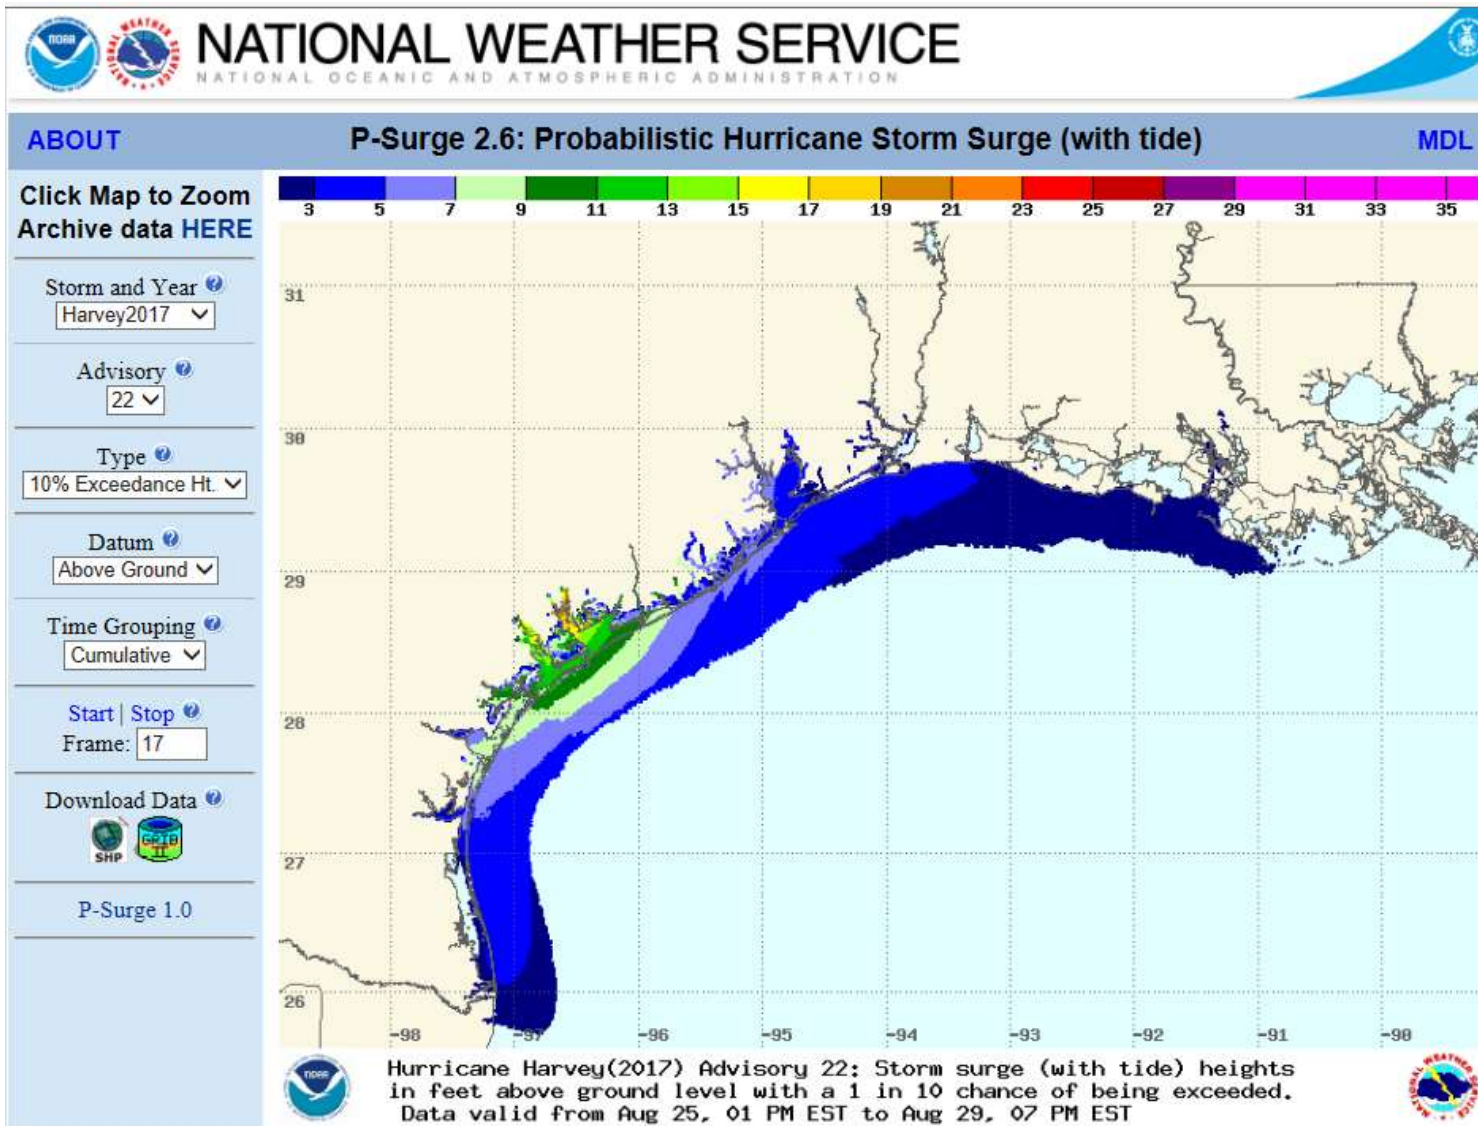 NATIONAL WEATHER SERVICE
NATIONAL OCEANIC AND ATMOSPHERIC ADMINISTRATION
ABOUT
P-Surge 2.6: Probabilistic Hurricane Storm Surge (with tide)
MDL
Click Map to Zoom
Archive data HERE
Storm and Year ?
Harvey2017
Advisory ?
22
Type ?
10% Exceedance Ht.
Datum ?
Above Ground
Time Grouping ?
Cumulative
Start | Stop ?
Frame: 17
Download Data ?
SHP GRIB II
P-Surge 1.0
3 5 7 9 11 13 15 17 19 21 23 25 27 29 31 33 35
31
30
29
28
27
26
-98 -97 -96 -95 -94 -93 -92 -91 -90
NOAA
Hurricane Harvey(2017) Advisory 22: Storm surge (with tide) heights
in feet above ground level with a 1 in 10 chance of being exceeded.
Data valid from Aug 25, 01 PM EST to Aug 29, 07 PM EST